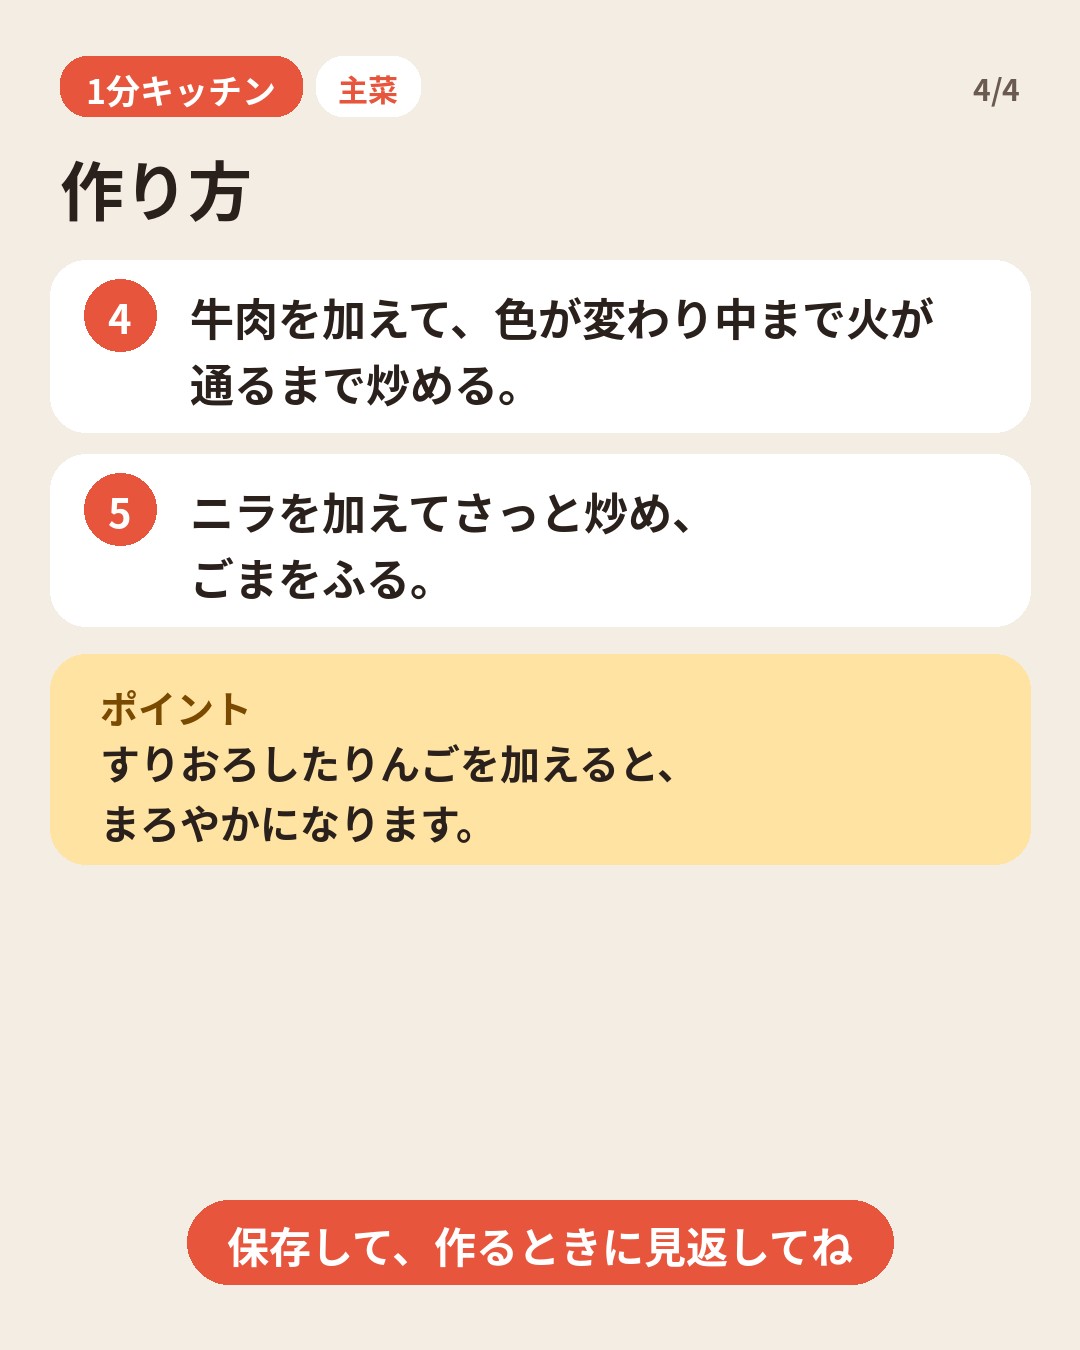 1分キッチン
主菜
4/4
作り方
4
牛肉を加えて、色が変わり中まで火が
通るまで炒める。
5
ニラを加えてさっと炒め、
ごまをふる。
ポイント
すりおろしたりんごを加えると、
まろやかになります。
保存して、作るときに見返してね